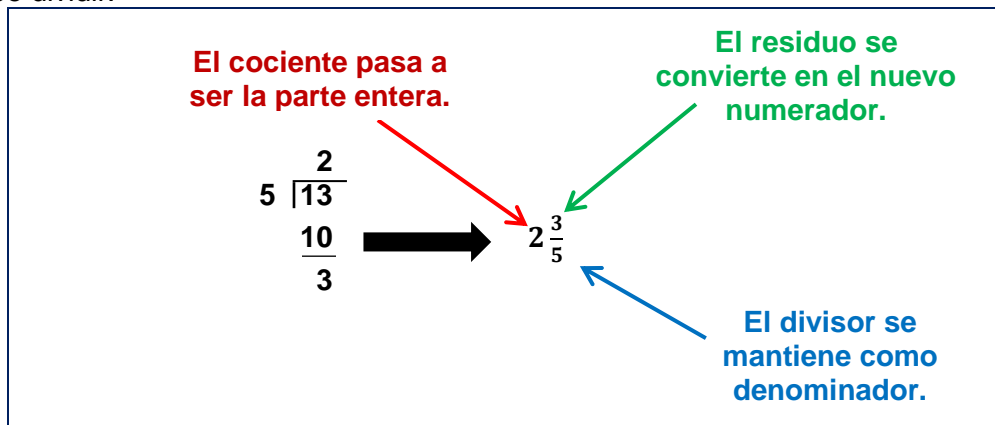 El cociente pasa a
ser la parte entera.
El residuo se
convierte en el nuevo
numerador.
2
5 13
10
3
2 3/5
El divisor se
mantiene como
denominador.